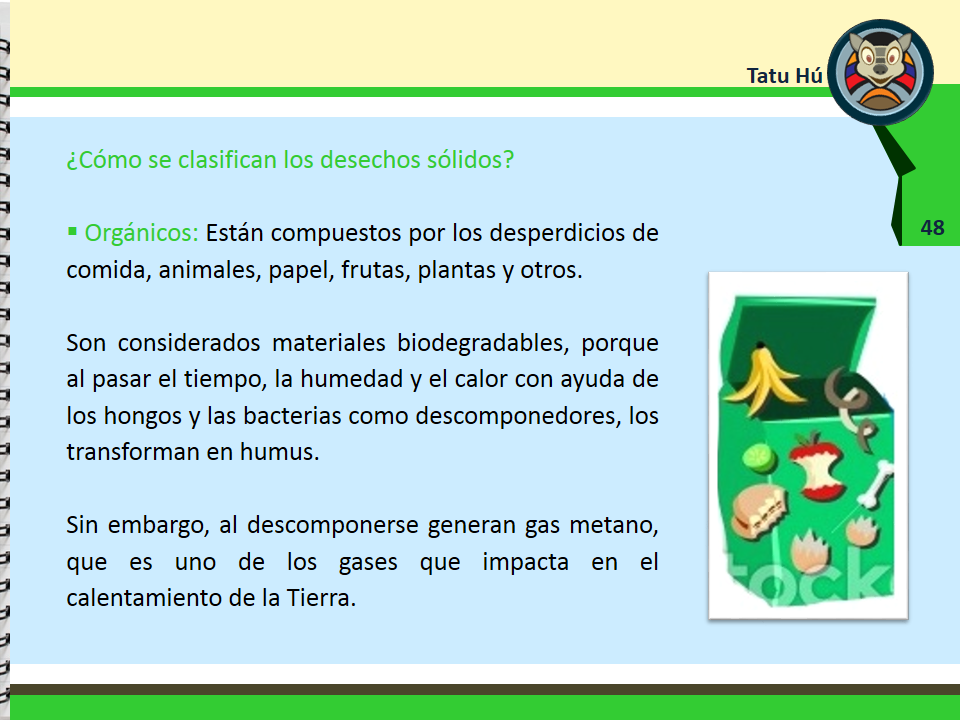 Tatu Hú
¿Cómo se clasifican los desechos sólidos?
▪ Orgánicos: Están compuestos por los desperdicios de
comida, animales, papel, frutas, plantas y otros.
48
Son considerados materiales biodegradables, porque
al pasar el tiempo, la humedad y el calor con ayuda de
los hongos y las bacterias como descomponedores, los
transforman en humus.
Sin embargo, al descomponerse generan gas metano,
que es uno de los gases que impacta en el
calentamiento de la Tierra.
tock